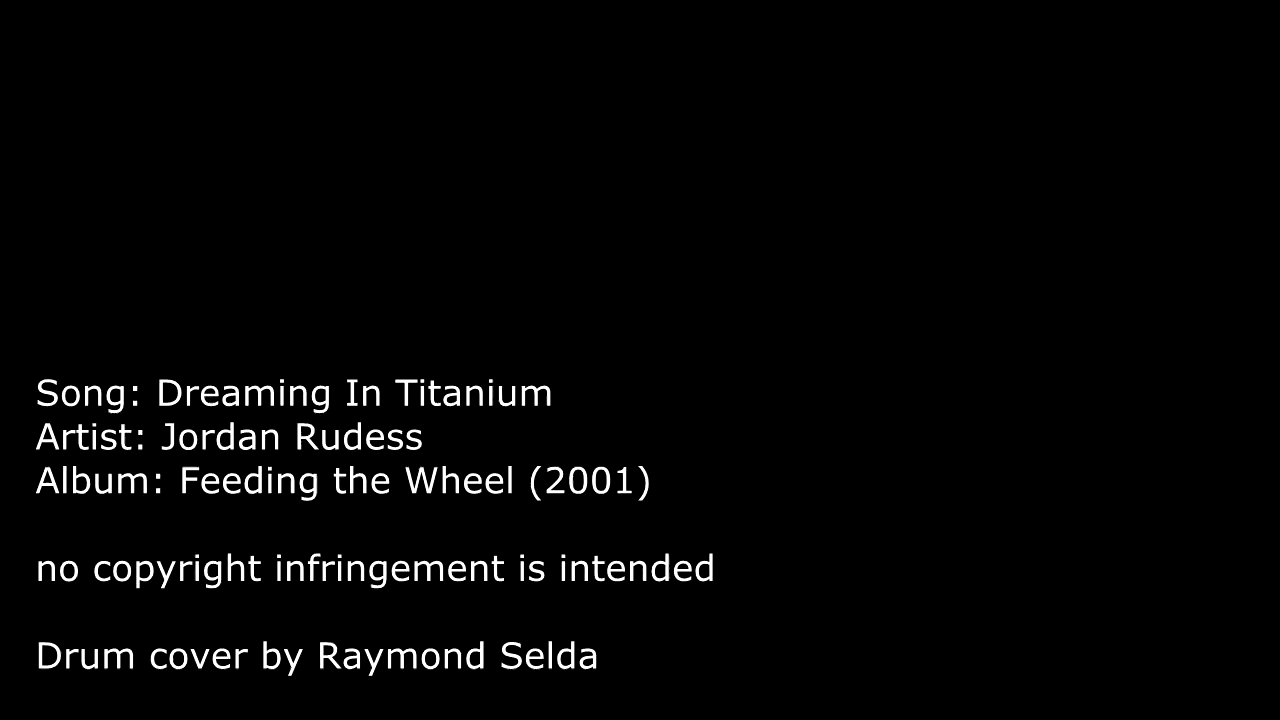 Song: Dreaming In Titanium
Artist: Jordan Rudess
Album: Feeding the Wheel (2001)
no copyright infringement is intended
Drum cover by Raymond Selda